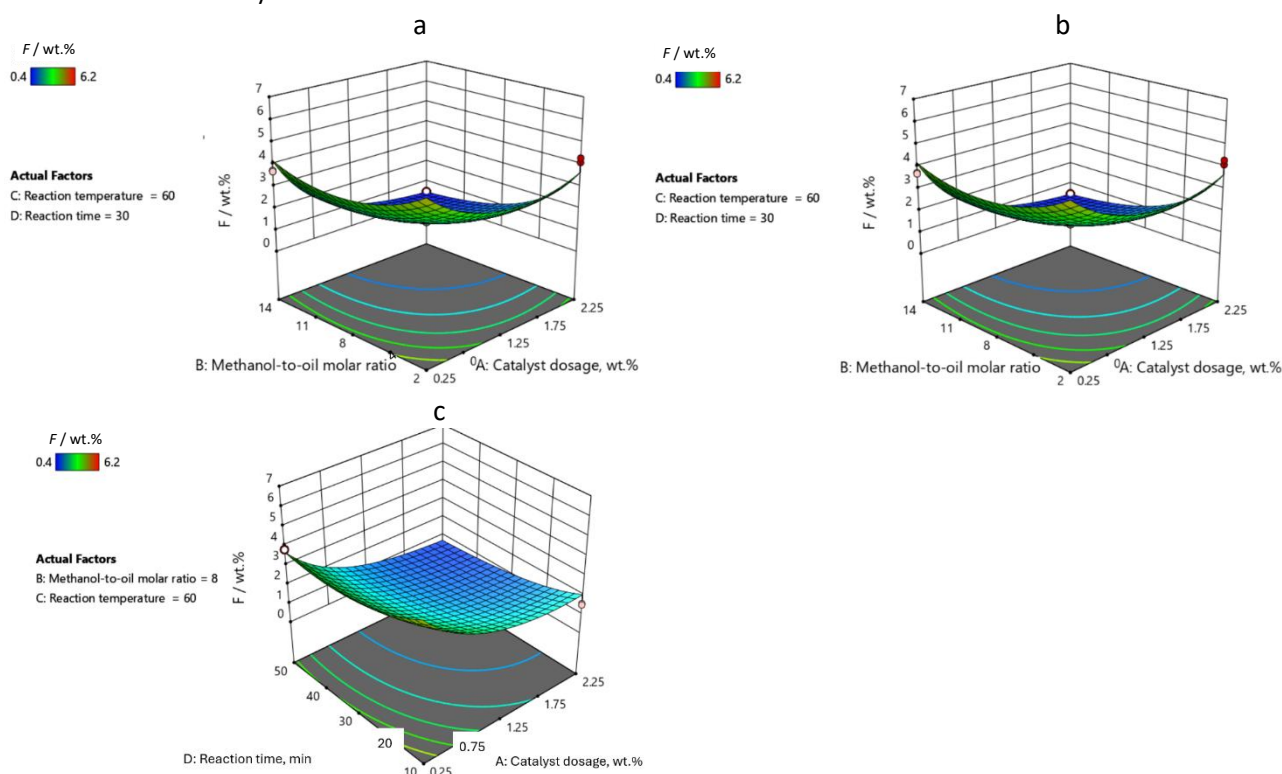 a
F / wt.%
0.4 6.2
Actual Factors
C: Reaction temperature = 60
D: Reaction time = 30
7
6
5
4
3
2
1
0
F / wt.%
14
11
8
2
0.25
0
1.25
1.75
2.25
B: Methanol-to-oil molar ratio
A: Catalyst dosage, wt.%
b
F / wt.%
0.4 6.2
Actual Factors
C: Reaction temperature = 60
D: Reaction time = 30
7
6
5
4
3
2
1
0
F / wt.%
14
11
8
2
0.25
0
1.25
1.75
2.25
B: Methanol-to-oil molar ratio
A: Catalyst dosage, wt.%
c
F / wt.%
0.4 6.2
Actual Factors
B: Methanol-to-oil molar ratio = 8
C: Reaction temperature = 60
7
6
5
4
3
2
1
0
F / wt.%
50
40
30
20
10
0.25
0.75
1.25
1.75
2.25
D: Reaction time, min
A: Catalyst dosage, wt.%